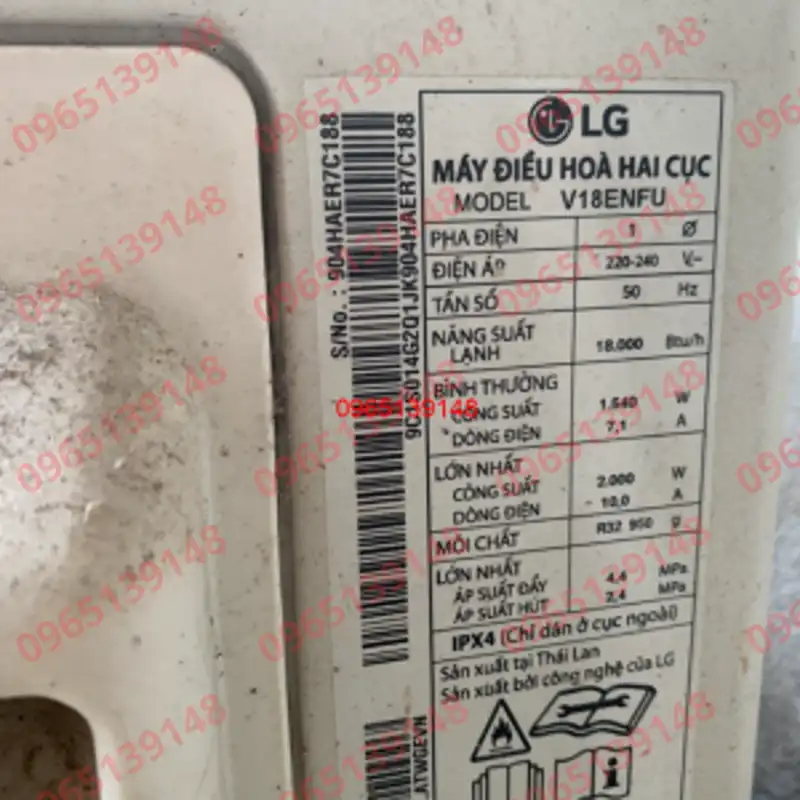 LG
MÁY ĐIỀU HOÀ HAI CỤC
MODEL V18ENFU
PHA ĐIỆN 1 Ø
ĐIỆN ÁP 220-240 V~
TẦN SỐ 50 Hz
NĂNG SUẤT LẠNH 18.000 Btu/h
BÌNH THƯỜNG
CÔNG SUẤT 1.540 W
DÒNG ĐIỆN 7,1 A
LỚN NHẤT
CÔNG SUẤT 2.000 W
DÒNG ĐIỆN 10,0 A
MÔI CHẤT R32 950 g
LỚN NHẤT
ÁP SUẤT ĐẨY 4,4 MPa
ÁP SUẤT HÚT 2,4 MPa
IPX4 (Chỉ dán ở cục ngoài)
Sản xuất tại Thái Lan
Sản xuất bởi công nghệ của LG
S/No. : 904HAER7C188
0965139148